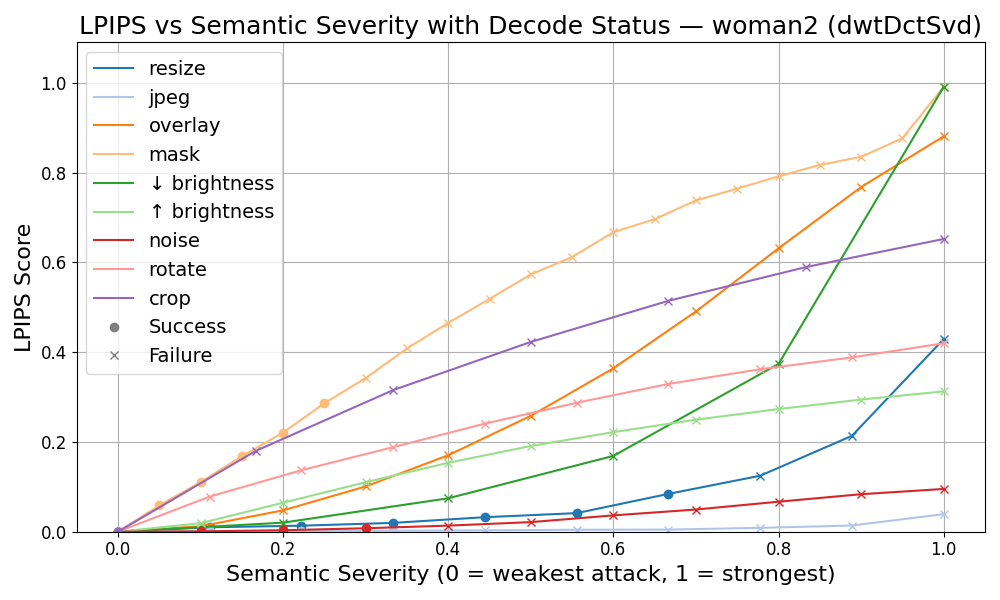 LPIPS vs Semantic Severity with Decode Status — woman2 (dwtDctSvd)
LPIPS Score
1.0
0.8
0.6
0.4
0.2
0.0
resize
jpeg
overlay
mask
↓ brightness
↑ brightness
noise
rotate
crop
Success
Failure
0.0 0.2 0.4 0.6 0.8 1.0
Semantic Severity (0 = weakest attack, 1 = strongest)